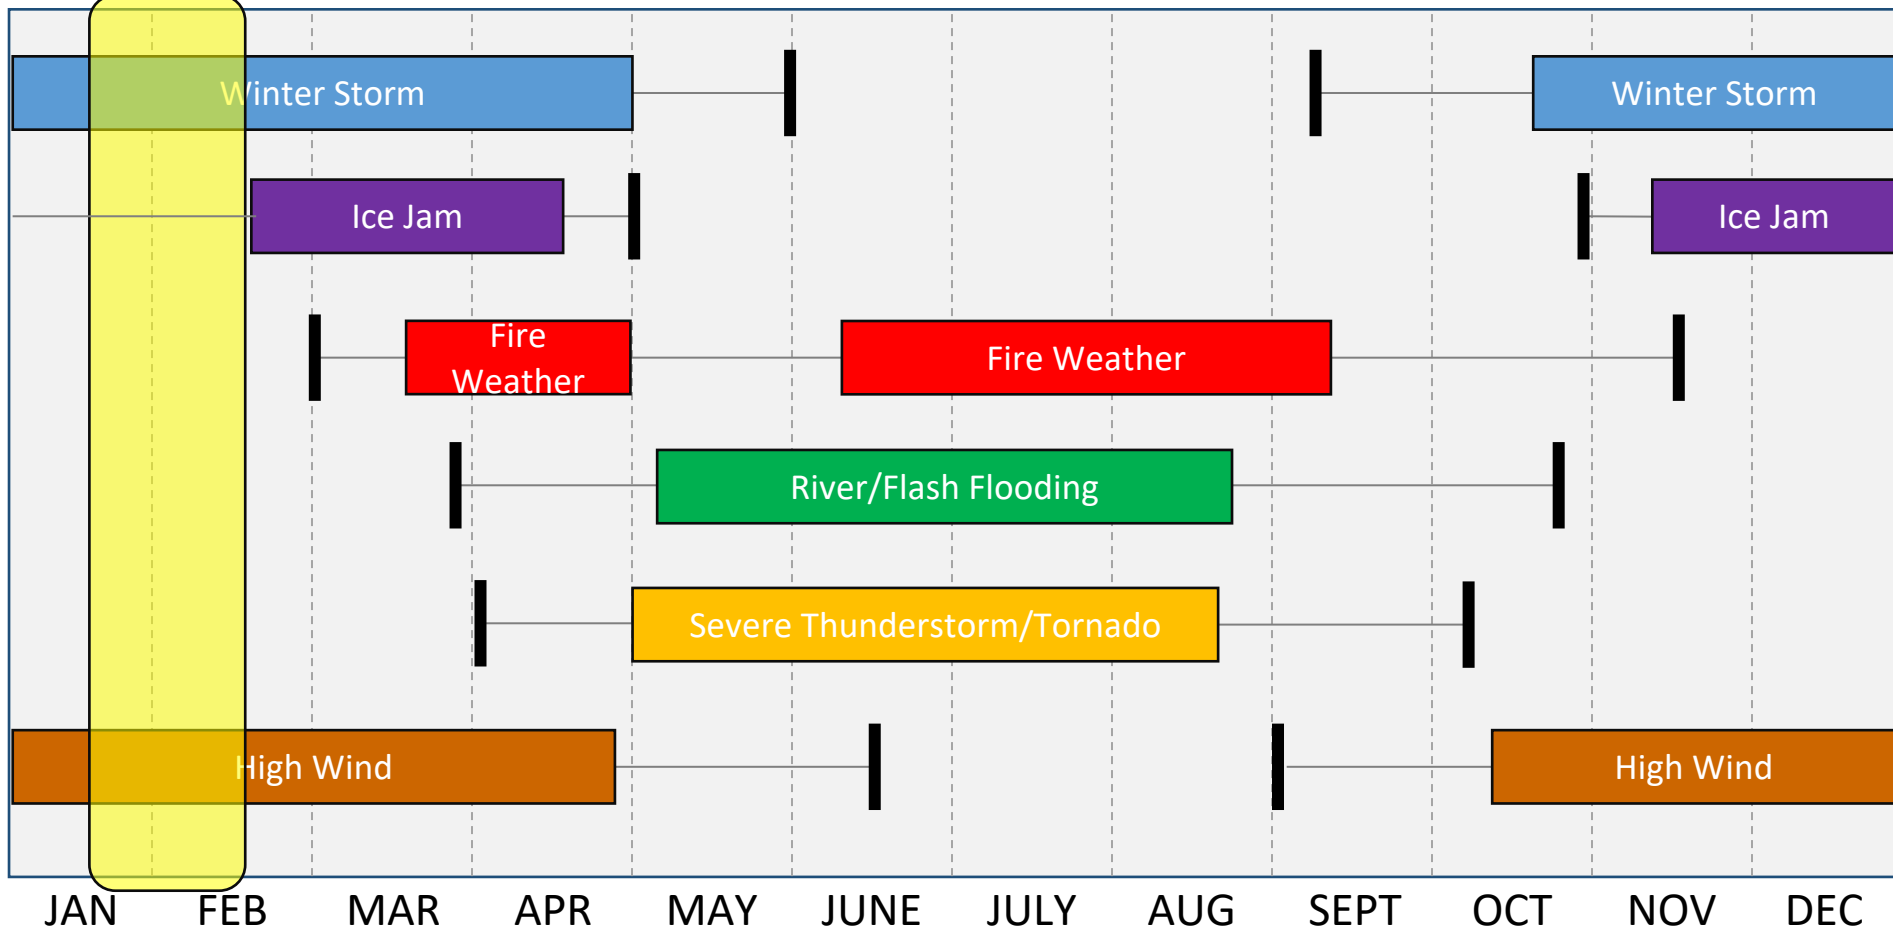 Winter Storm
Winter Storm
Ice Jam
Ice Jam
Fire
Weather
Fire Weather
River/Flash Flooding
Severe Thunderstorm/Tornado
High Wind
High Wind
JAN FEB MAR APR MAY JUNE JULY AUG SEPT OCT NOV DEC